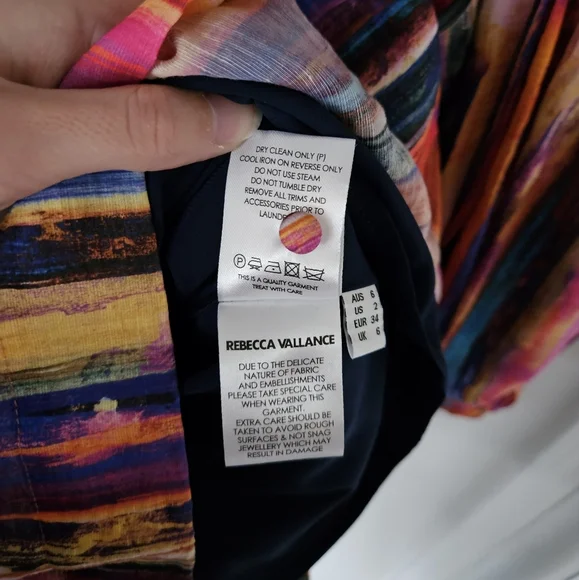 DRY CLEAN ONLY (P)
COOL IRON ON REVERSE ONLY
DO NOT USE STEAM
DO NOT TUMBLE DRY
REMOVE ALL TRIMS AND
ACCESSORIES PRIOR TO
P
THIS IS A QUALITY GARMENT
TREAT WITH CARE
AUS 6
US 2
EUR 34
UK 6
REBECCA VALLANCE
DUE TO THE DELICATE
NATURE OF FABRIC
AND EMBELLISHMENTS
PLEASE TAKE SPECIAL CARE
WHEN WEARING THIS
GARMENT.
EXTRA CARE SHOULD BE
TAKEN TO AVOID ROUGH
SURFACES & NOT SNAG
JEWELLERY WHICH MAY
RESULT IN DAMAGE